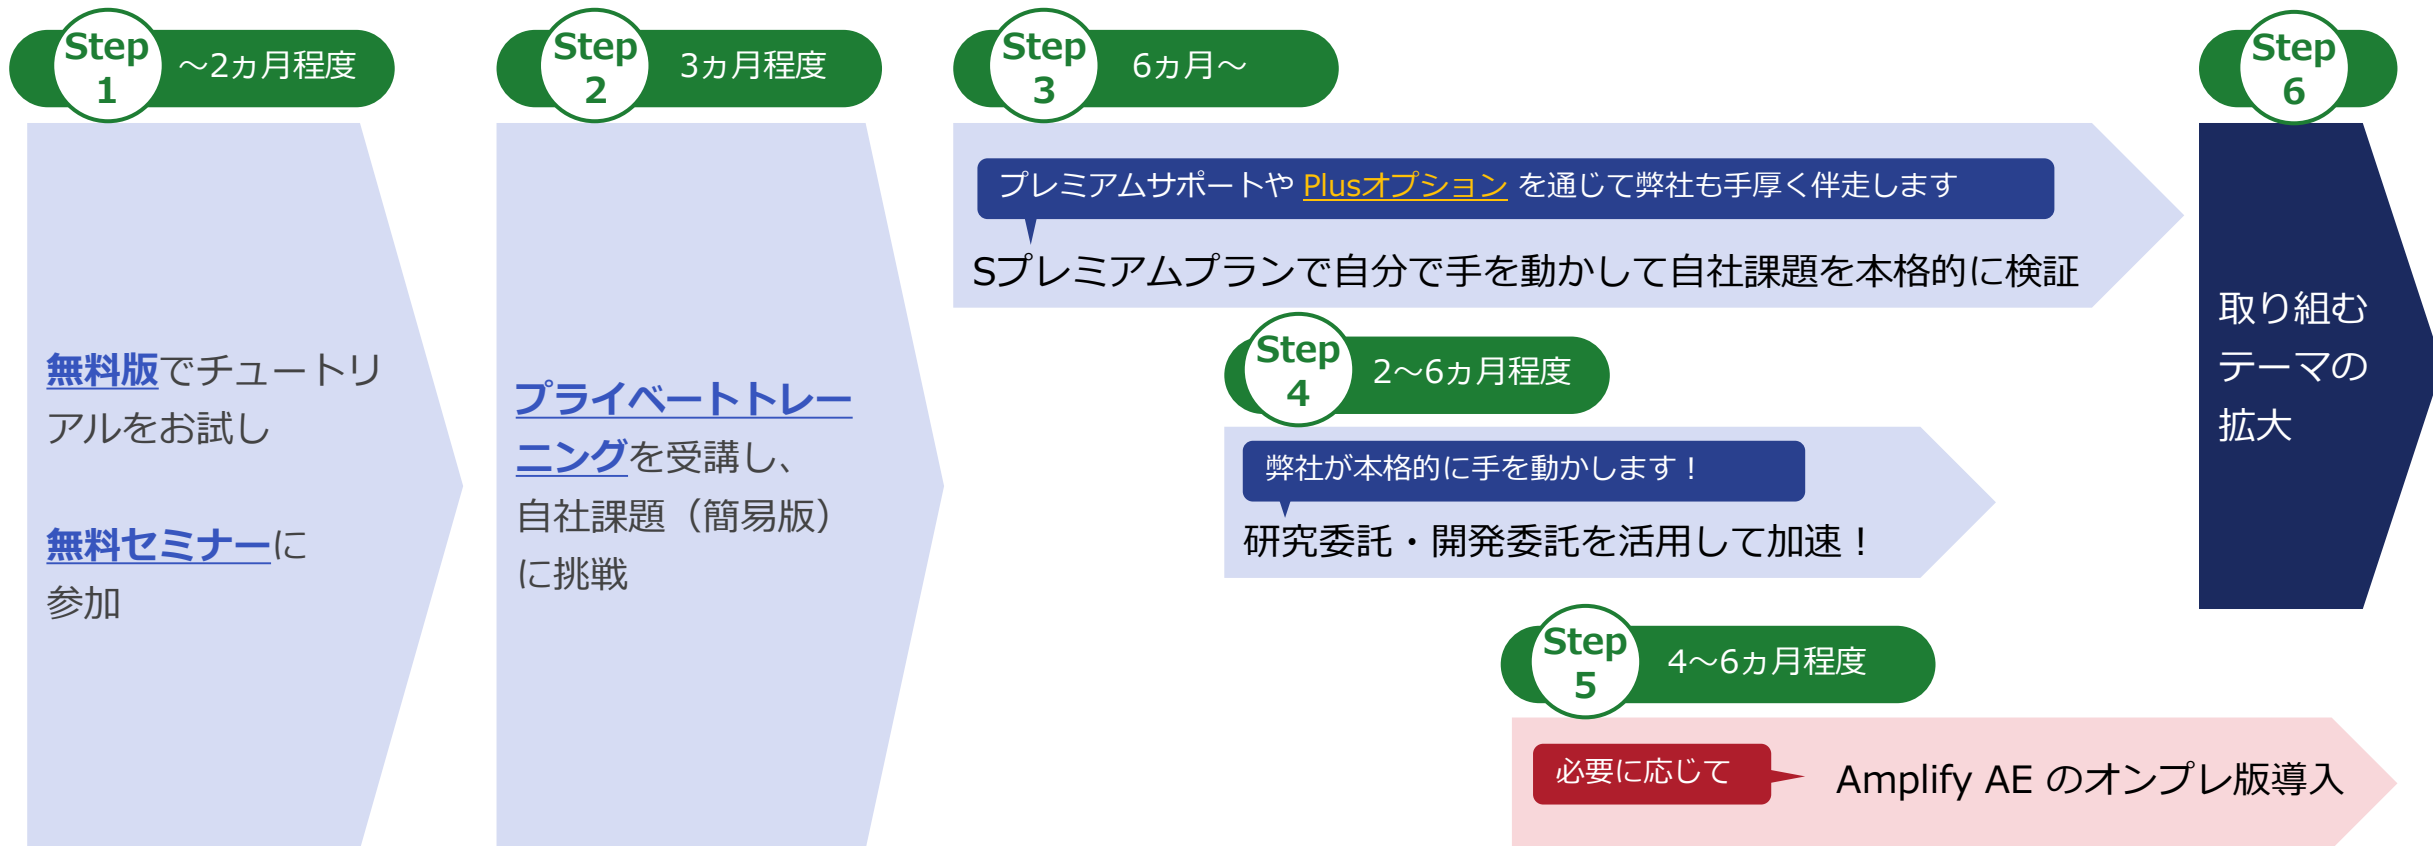 Step
1
～2ヵ月程度
無料版でチュートリ
アルをお試し
無料セミナーに
参加
Step
2
3ヵ月程度
プライベートトレー
ニングを受講し、
自社課題（簡易版）
に挑戦
Step
3
6ヵ月～
プレミアムサポートや Plusオプション を通じて弊社も手厚く伴走します
Sプレミアムプランで自分で手を動かして自社課題を本格的に検証
Step
4
2～6ヵ月程度
弊社が本格的に手を動かします！
研究委託・開発委託を活用して加速！
Step
5
4～6ヵ月程度
必要に応じて
Amplify AE のオンプレ版導入
Step
6
取り組む
テーマの
拡大